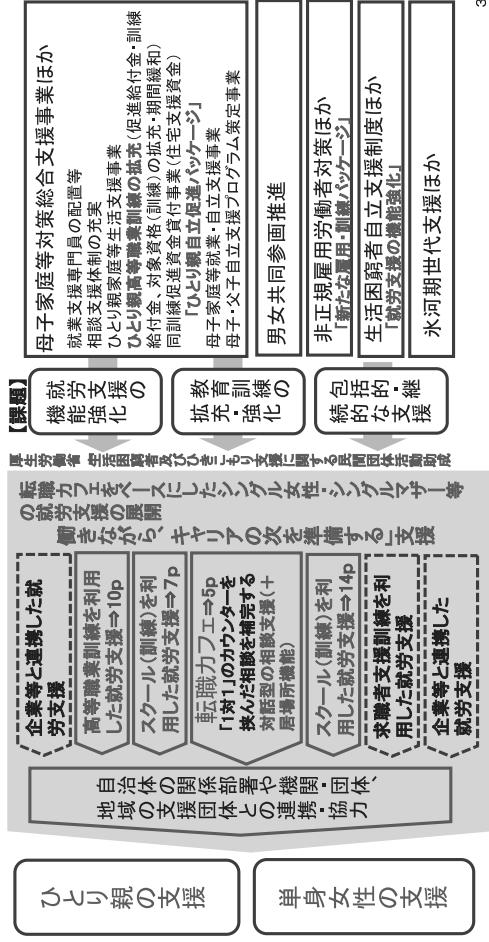 ひとり親の支援
単身女性の支援
自治体の関係部署や機関・団体、
地域の支援団体との連携・協力
転職カフェをベースにしたシングル女性・シングルマザー等
の就労支援の展開
働きながら、キャリアの次を準備する」支援
企業等と連携した就
労支援
高等職業訓練を利用
した就労支援⇒10p
スクール（訓練）を利
用した就労支援⇒7p
転職カフェ⇒5p
「1対1」のカウンターを
挟んだ相談を補完する
対話型の相談支援（＋
居場所機能）
スクール（訓練）を利
用した就労支援⇒14p
求職者支援訓練を利
用した就労支援
企業等と連携した
就労支援
厚生労働省　生活困窮者及びひきこもり支援に関する民間団体活動助成
【課題】
就労支援の
機能強化
教育訓練の
拡充・強化
包括的・継
続的な支援
母子家庭等対策総合支援事業ほか
就業支援専門員の配置等
相談支援体制の充実
ひとり親家庭等生活支援事業
ひとり親高等職業訓練の拡充（促進給付金・訓練
給付金、対象資格（訓練）の拡充・期間緩和）
同訓練促進資金貸付事業（住宅支援資金）
「ひとり親自立促進パッケージ」
母子家庭等就業・自立支援事業
母子・父子自立支援プログラム策定事業
男女共同参画推進
非正規雇用労働者対策ほか
「新たな雇用・訓練パッケージ」
生活困窮者自立支援制度ほか
「就労支援の機能強化」
氷河期世代支援ほか
3